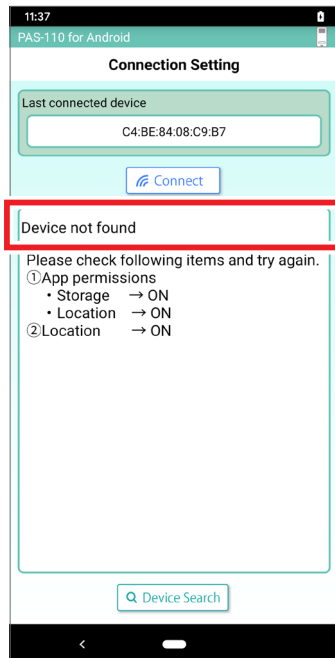 11:37
PAS-110 for Android
Connection Setting
Last connected device
C4:BE:84:08:C9:B7
Connect
Device not found
Please check following items and try again.
①App permissions
・Storage → ON
・Location → ON
②Location → ON
Device Search